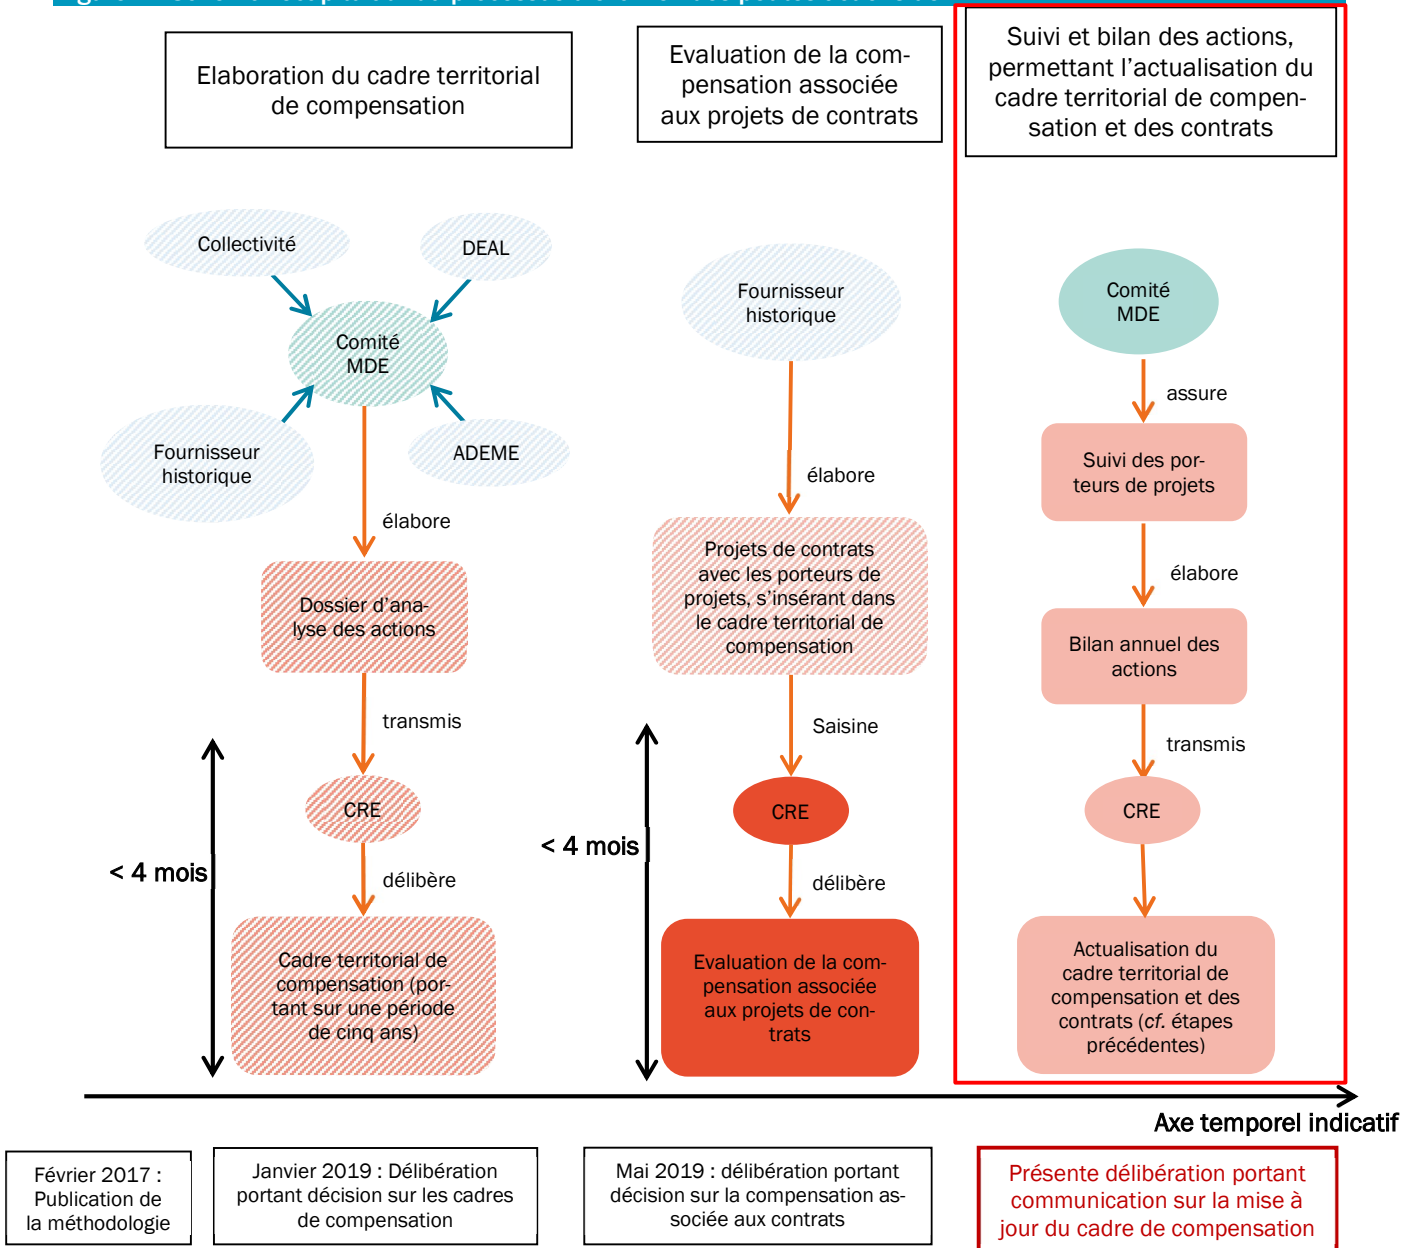 Elaboration du cadre territorial
de compensation
Evaluation de la com-
pensation associée
aux projets de contrats
Suivi et bilan des actions,
permettant l’actualisation du
cadre territorial de compen-
sation et des contrats
Collectivité
DEAL
Comité
MDE
Fournisseur
historique
ADEME
élabore
Dossier d’ana-
lyse des actions
transmis
CRE
< 4 mois
délibère
Cadre territorial de
compensation (por-
tant sur une période
de cinq ans)
Fournisseur
historique
élabore
Projets de contrats
avec les porteurs de
projets, s’insérant dans
le cadre territorial de
compensation
Saisine
CRE
< 4 mois
délibère
Evaluation de la com-
pensation associée
aux projets de con-
trats
Comité
MDE
assure
Suivi des por-
teurs de projets
élabore
Bilan annuel des
actions
transmis
CRE
Actualisation du
cadre territorial de
compensation et des
contrats (cf. étapes
précédentes)
Axe temporel indicatif
Février 2017 :
Publication de
la méthodologie
Janvier 2019 : Délibération
portant décision sur les cadres
de compensation
Mai 2019 : délibération portant
décision sur la compensation as-
sociée aux contrats
Présente délibération portant
communication sur la mise à
jour du cadre de compensation